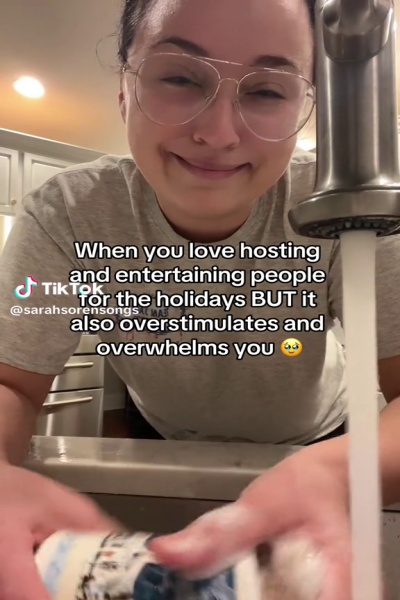 When you love hosting
and entertaining people
TikTok
for the holidays BUT it
@sarahsorensongs
also overstimulates and
overwhelms you 🥹